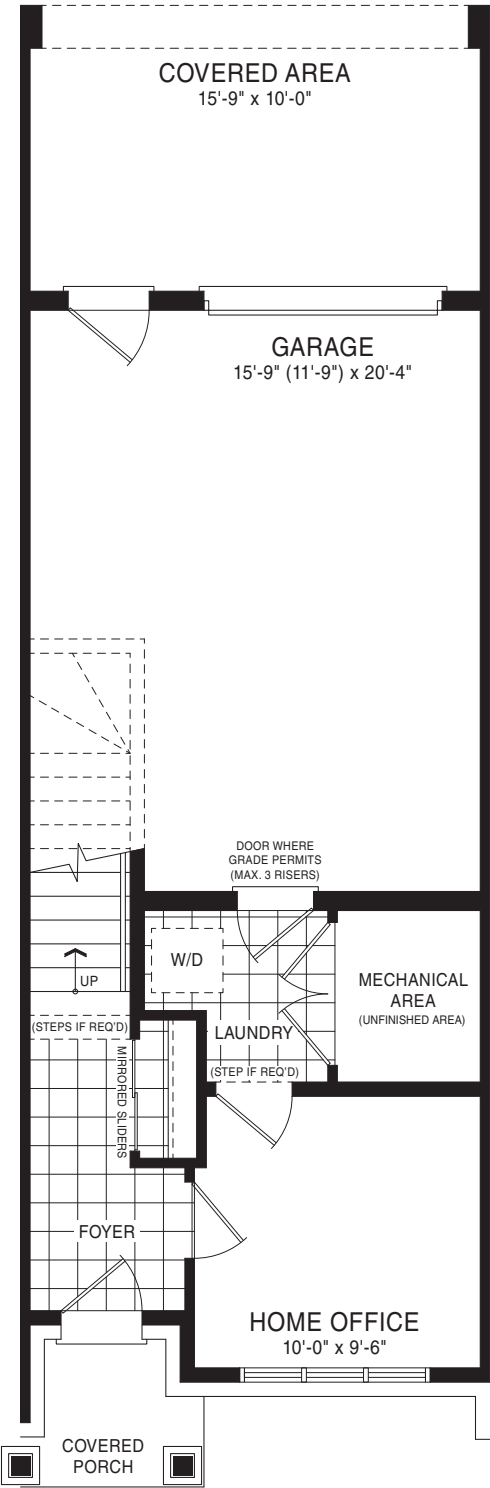 COVERED AREA
15'-9" x 10'-0"
GARAGE
15'-9" (11'-9") x 20'-4"
DOOR WHERE
GRADE PERMITS
(MAX. 3 RISERS)
W/D
UP
MECHANICAL
AREA
(UNFINISHED AREA)
(STEPS IF REQ'D)
LAUNDRY
(STEP IF REQ'D)
MIRRORED SLIDERS
FOYER
HOME OFFICE
10'-0" x 9'-6"
COVERED
PORCH